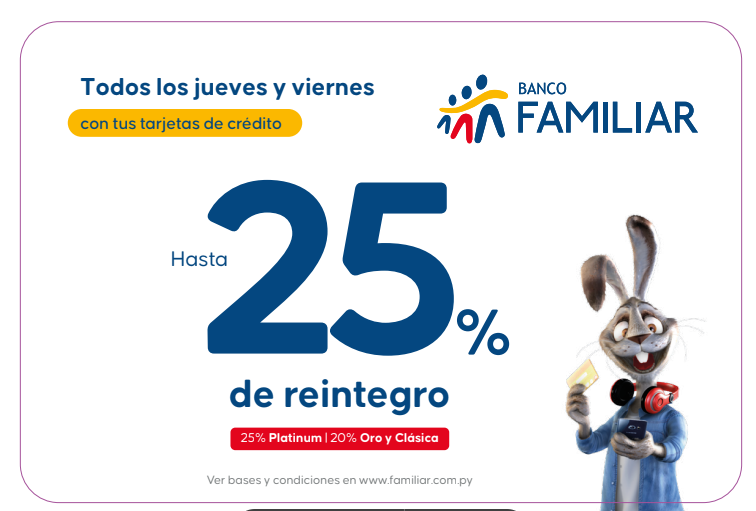 Todos los jueves y viernes
con tus tarjetas de crédito
BANCO
FAMILIAR
Hasta
25%
de reintegro
25% Platinum | 20% Oro y Clásica
Ver bases y condiciones en www.familiar.com.py